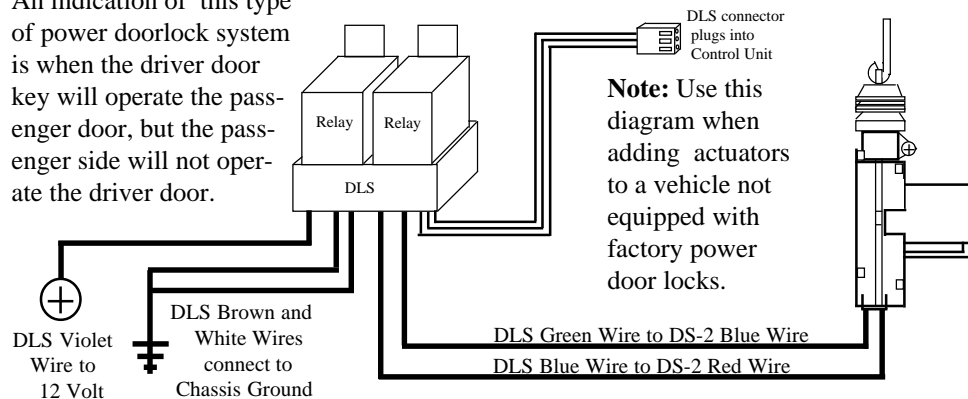 An indication of this type
of power doorlock system
is when the driver door
key will operate the pass-
enger door, but the pass-
enger side will not oper-
ate the driver door.
Relay
Relay
DLS
DLS connector
plugs into
Control Unit
Note: Use this
diagram when
adding actuators
to a vehicle not
equipped with
factory power
door locks.
DLS Violet
Wire to
12 Volt
DLS Brown and
White Wires
connect to
Chassis Ground
DLS Green Wire to DS-2 Blue Wire
DLS Blue Wire to DS-2 Red Wire